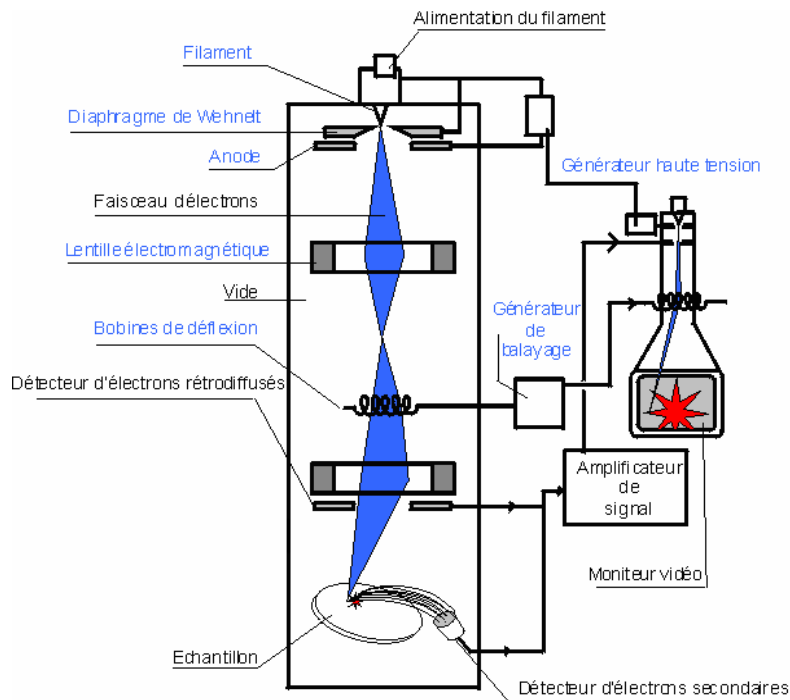 Alimentation du filament
Filament
Diaphragme de Wehnelt
Anode
Générateur haute tension
Faisceau délectrons
Lentille électromagnétique
Vide
Générateur
de
balayage
Bobines de déflexion
Détecteur d'électrons rétrodiffusés
Amplificateur
de
signal
Moniteur vidéo
Echantillon
Détecteur d'électrons secondaires